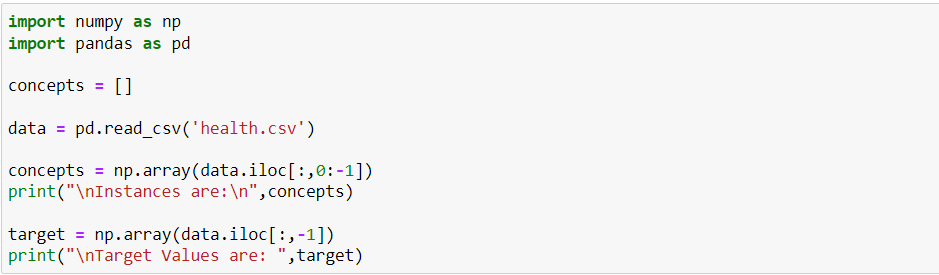 import numpy as np
import pandas as pd
concepts = []
data = pd.read_csv('health.csv')
concepts = np.array(data.iloc[:,0:-1])
print("\nInstances are:\n",concepts)
target = np.array(data.iloc[:,-1])
print("\nTarget Values are: ",target)